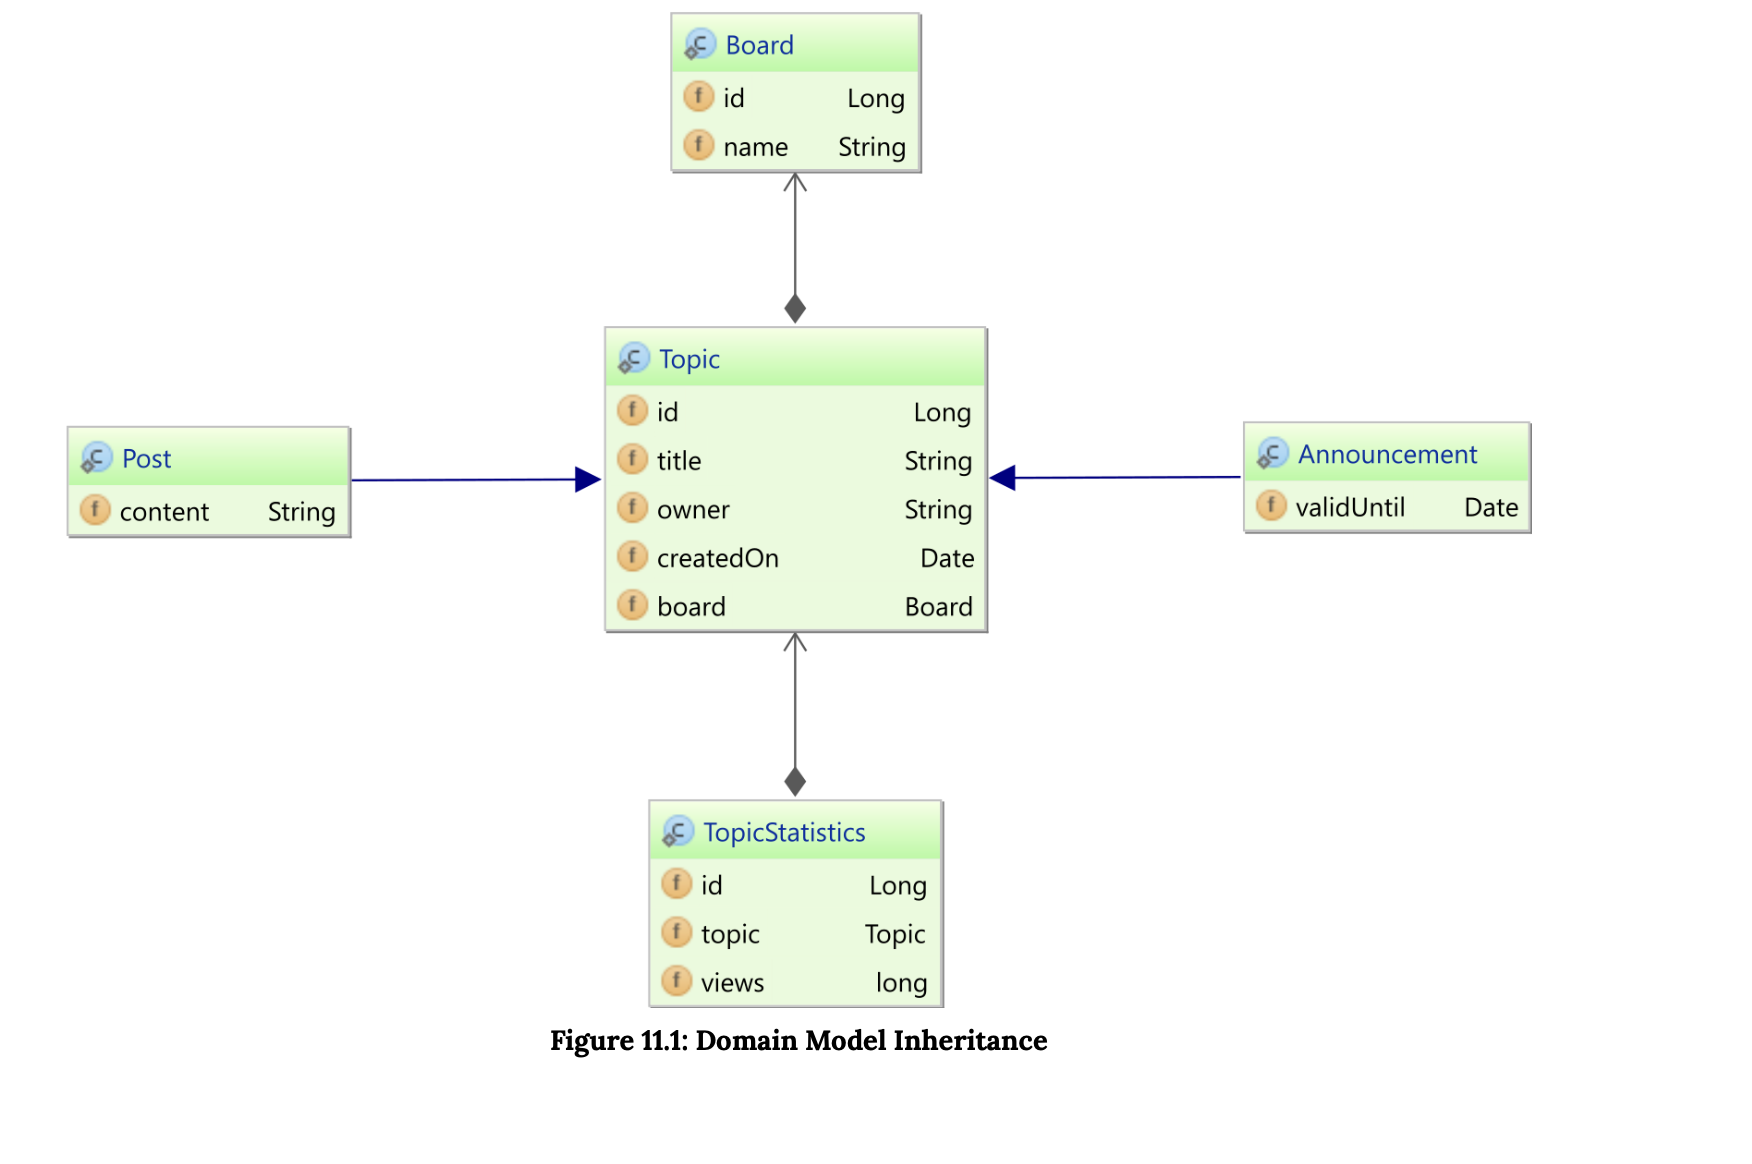 Board
id Long
name String
Topic
id Long
title String
owner String
createdOn Date
board Board
Post
content String
Announcement
validUntil Date
TopicStatistics
id Long
topic Topic
views long
Figure 11.1: Domain Model Inheritance